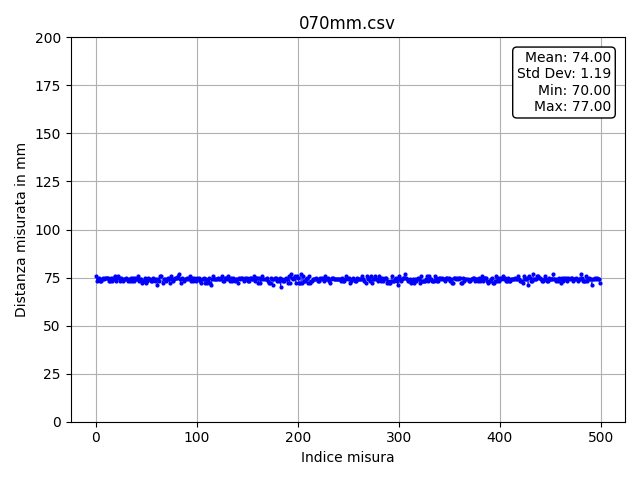 070mm.csv
Mean: 74.00
Std Dev: 1.19
Min: 70.00
Max: 77.00
200
175
150
125
100
75
50
25
0
Distanza misurata in mm
0 100 200 300 400 500
Indice misura